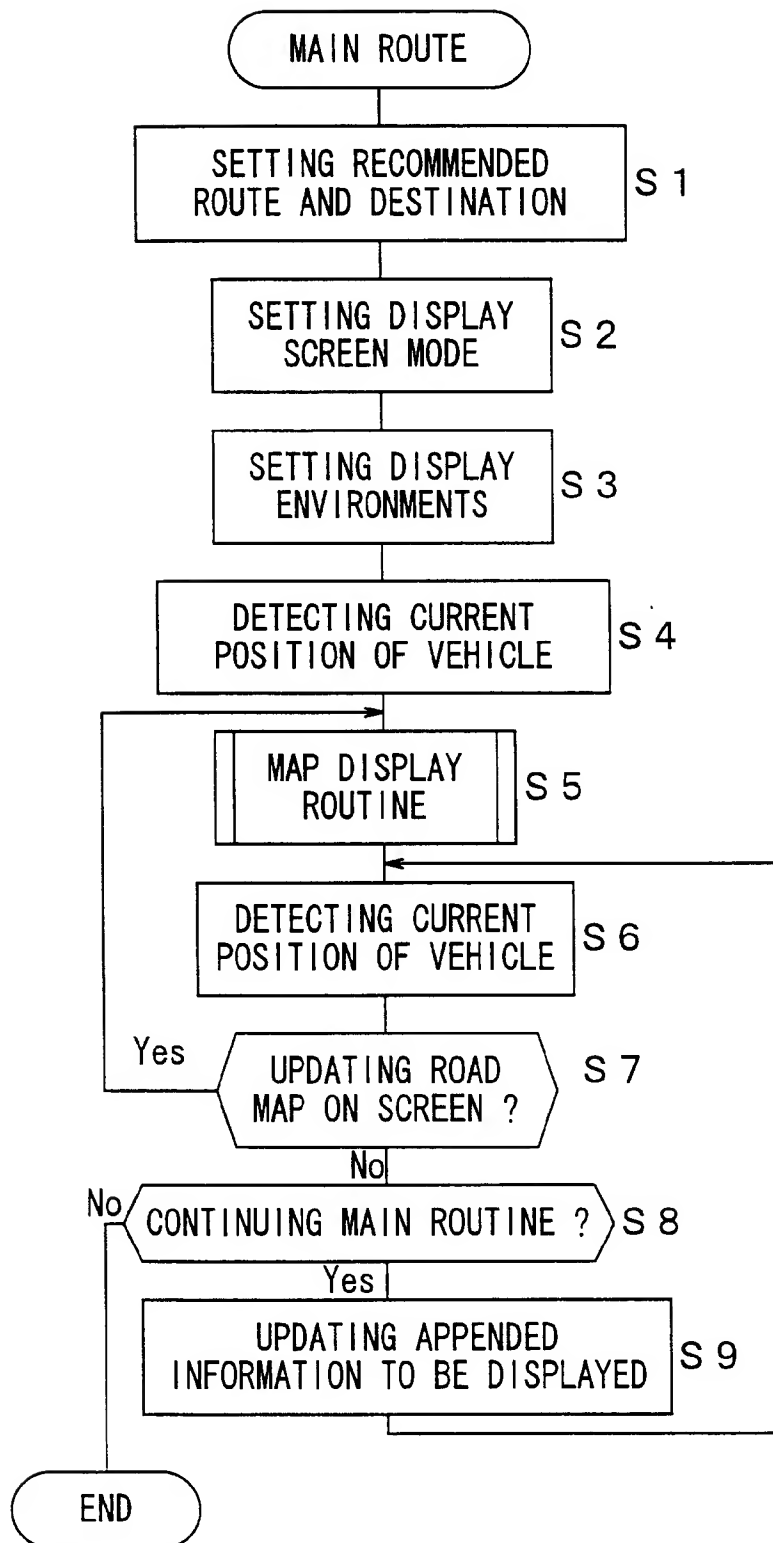 MAIN ROUTE
SETTING RECOMMENDED
ROUTE AND DESTINATION
S 1
SETTING DISPLAY
SCREEN MODE
S 2
SETTING DISPLAY
ENVIRONMENTS
S 3
DETECTING CURRENT
POSITION OF VEHICLE
S 4
MAP DISPLAY
ROUTINE
S 5
DETECTING CURRENT
POSITION OF VEHICLE
S 6
Yes
UPDATING ROAD
MAP ON SCREEN ?
S 7
No
No
CONTINUING MAIN ROUTINE ?
S 8
Yes
UPDATING APPENDED
INFORMATION TO BE DISPLAYED
S 9
END